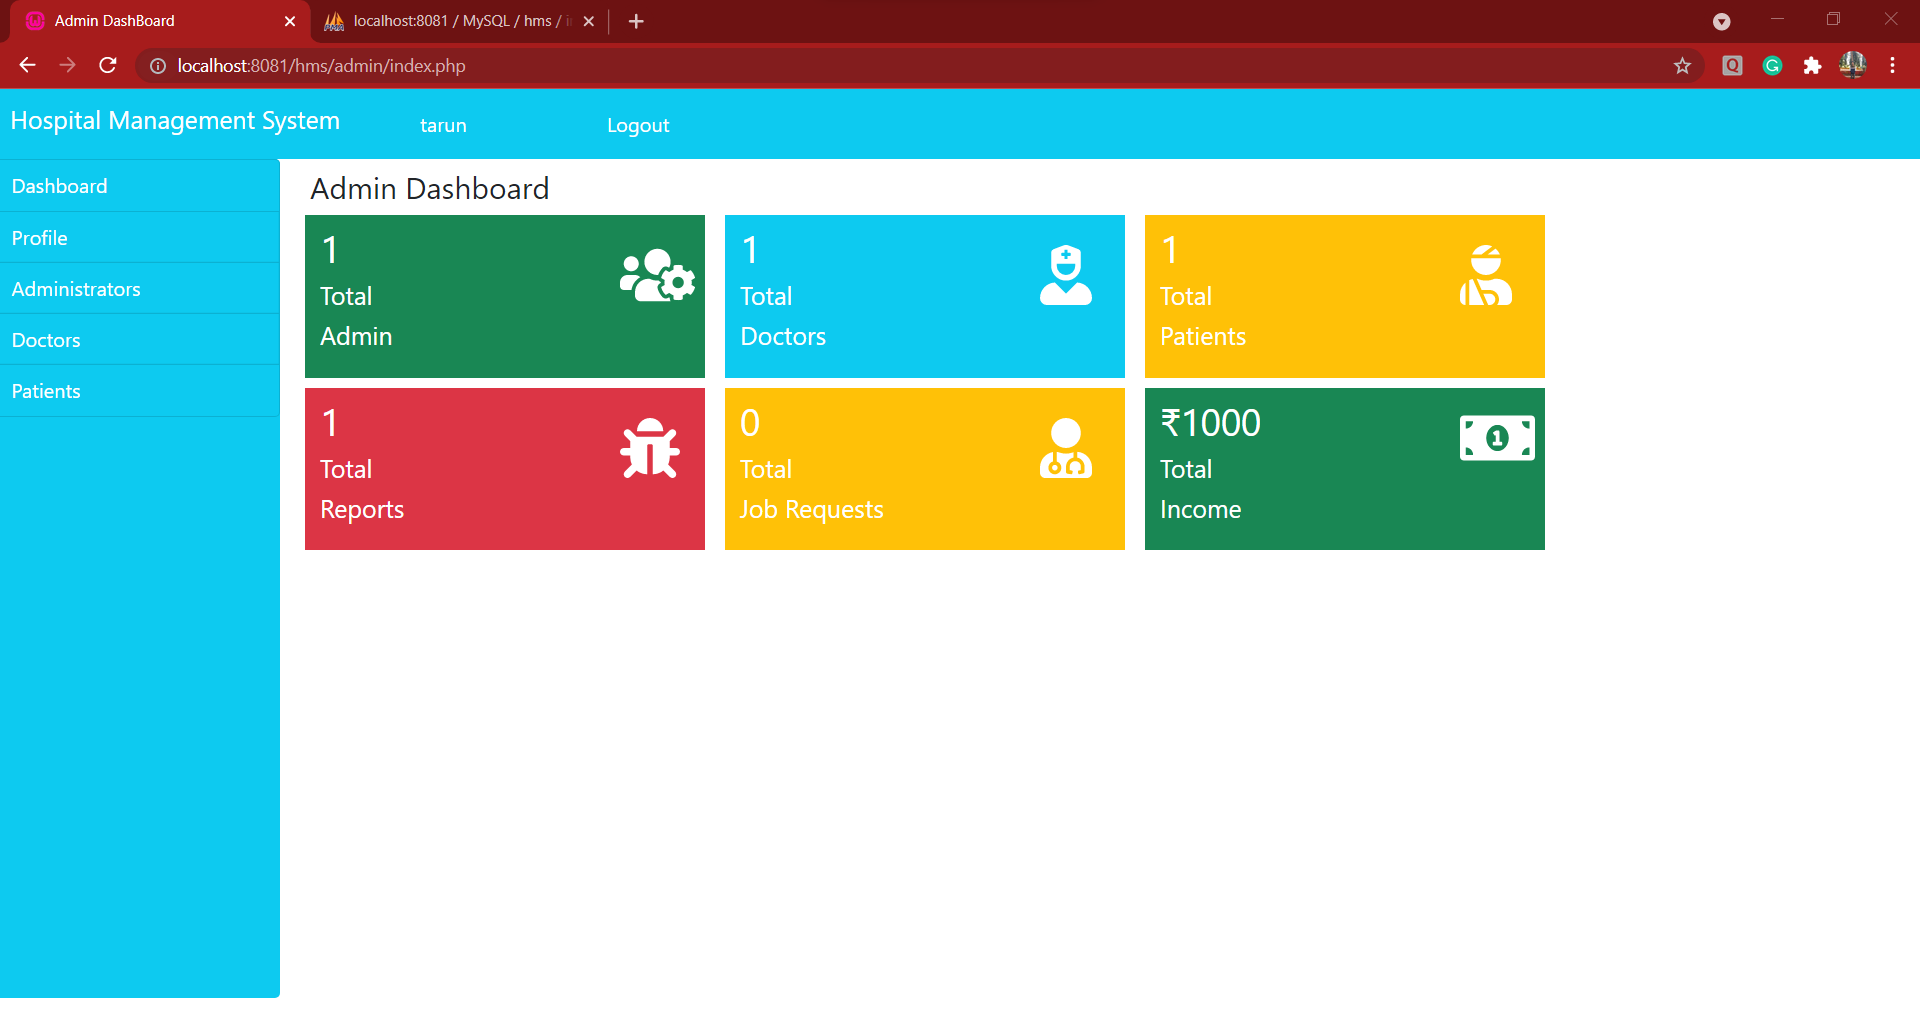 Admin DashBoard
localhost:8081 / MySQL / hms /
localhost:8081/hms/admin/index.php
Q
G
Hospital Management System
tarun
Logout
Dashboard
Profile
Administrators
Doctors
Patients
Admin Dashboard
1
Total
Admin
1
Total
Doctors
1
Total
Patients
1
Total
Reports
0
Total
Job Requests
₹1000
Total
Income
1